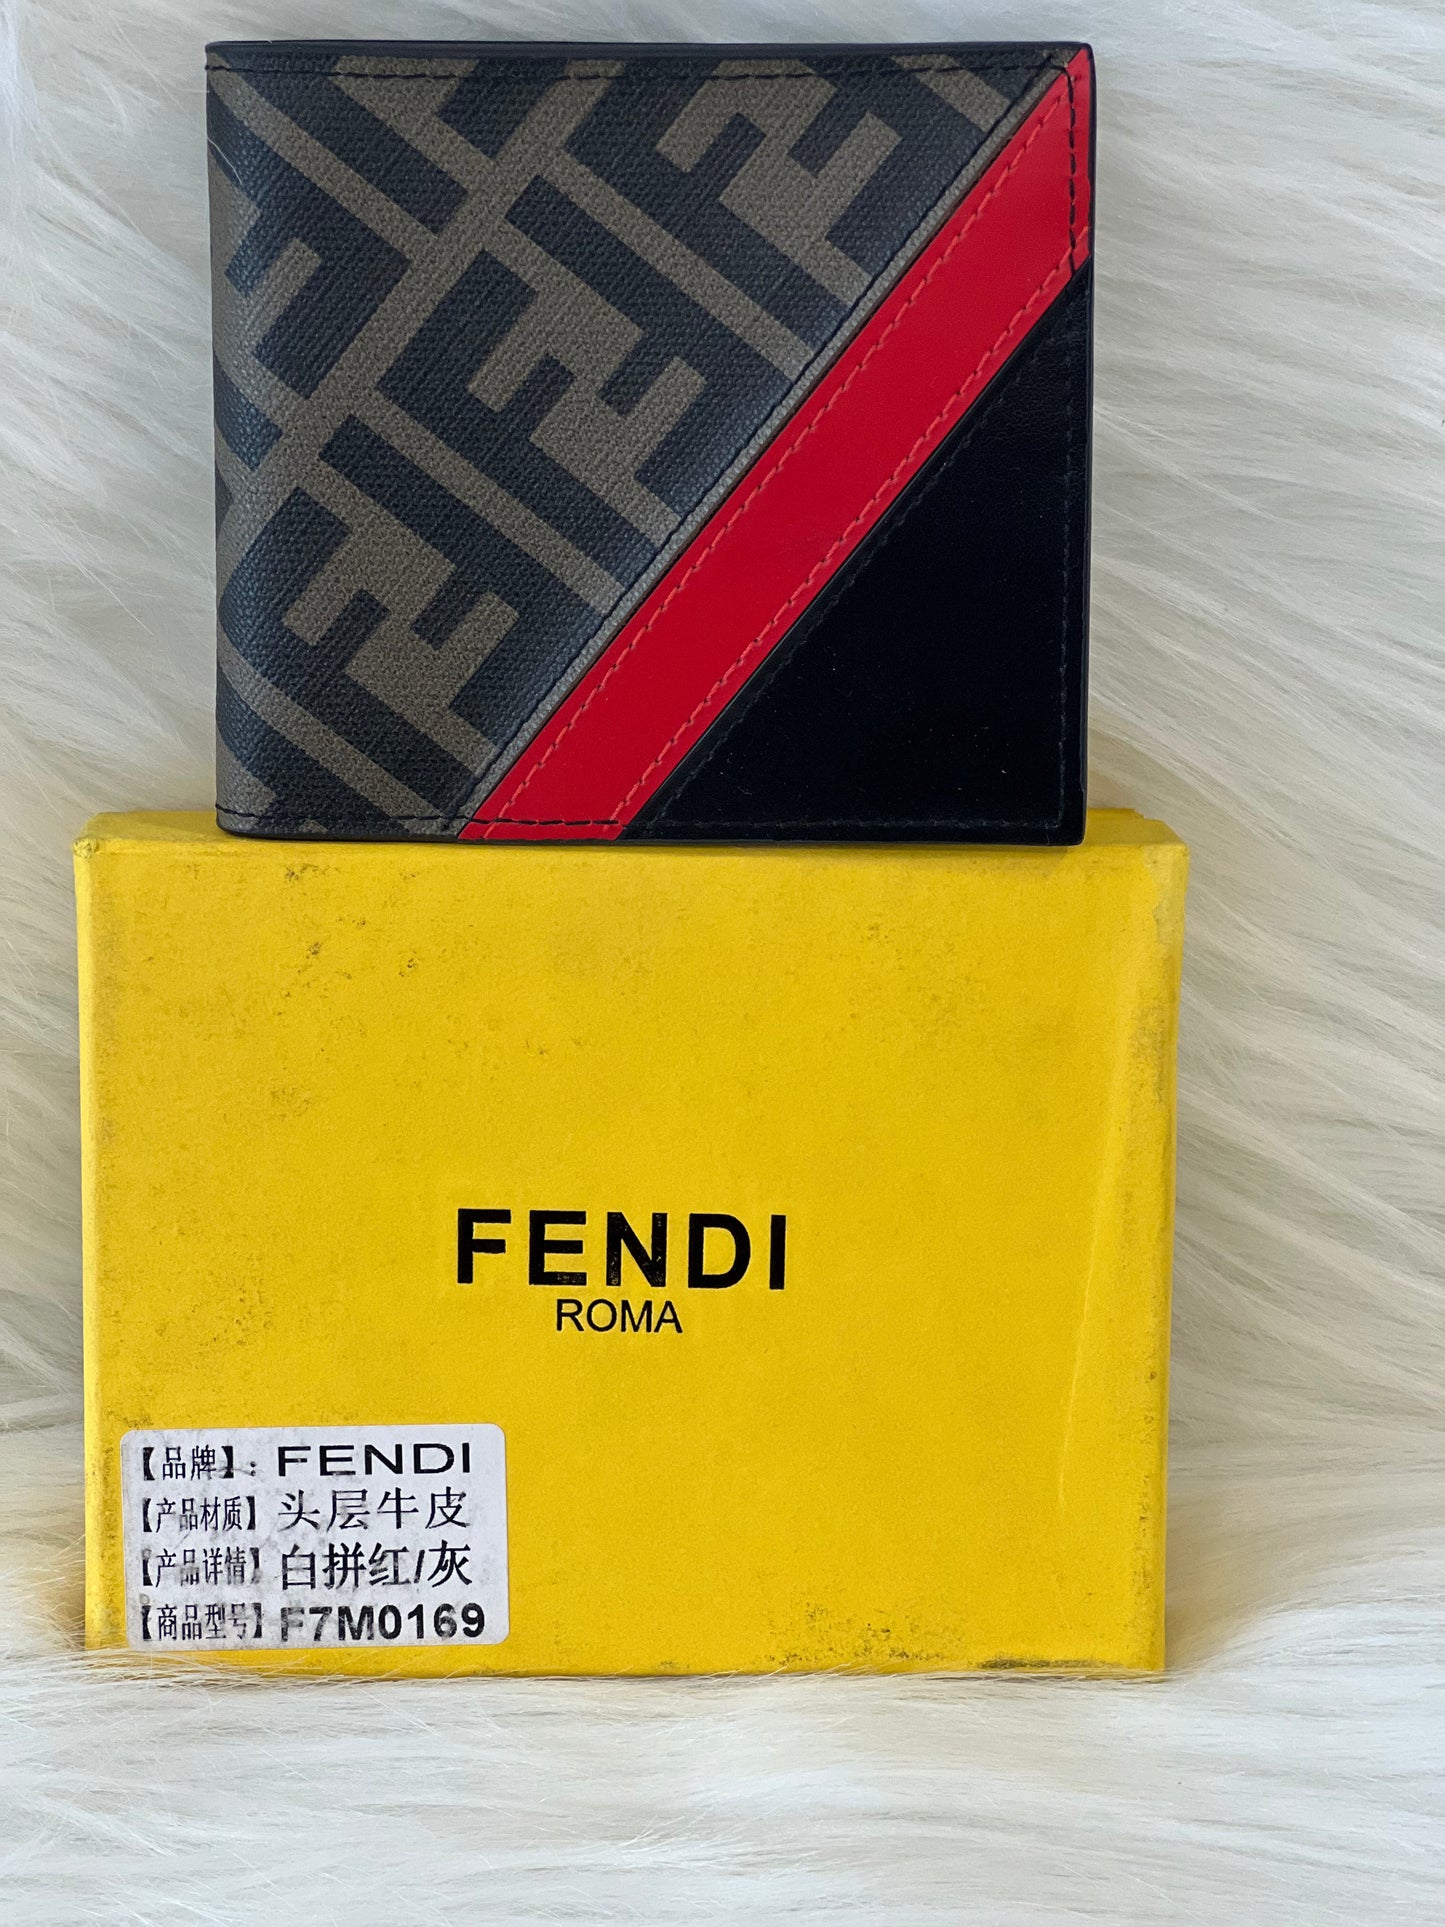 FENDI
ROMA
【品牌】: FENDI
【产品材质】头层牛皮
【产品详情】白拼红/灰
【商品型号】F7M0169